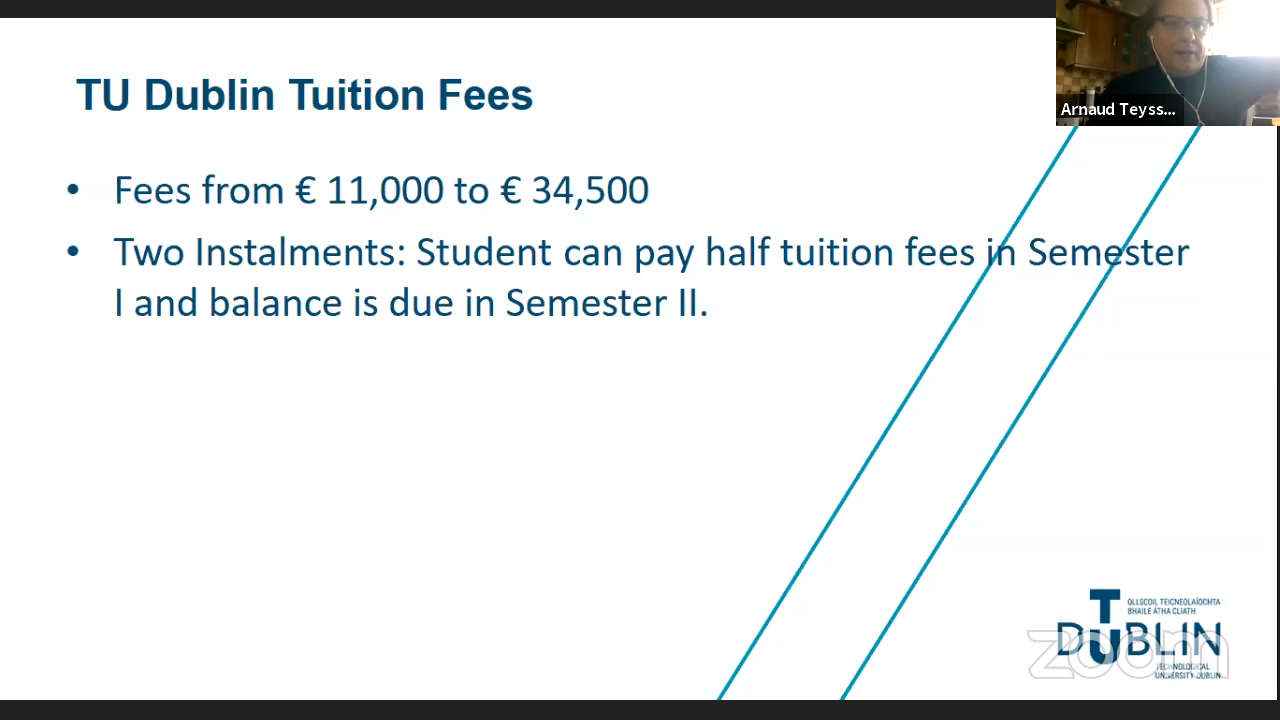 TU Dublin Tuition Fees
Arnaud Teyss...
• Fees from € 11,000 to € 34,500
• Two Instalments: Student can pay half tuition fees in Semester
I and balance is due in Semester II.
OLLSCOIL TEICNEOLAÍOCHTA
BHAILE ÁTHA CLIATH
TU DUBLIN
zoom
TECHNOLOGICAL
UNIVERSITY DUBLIN